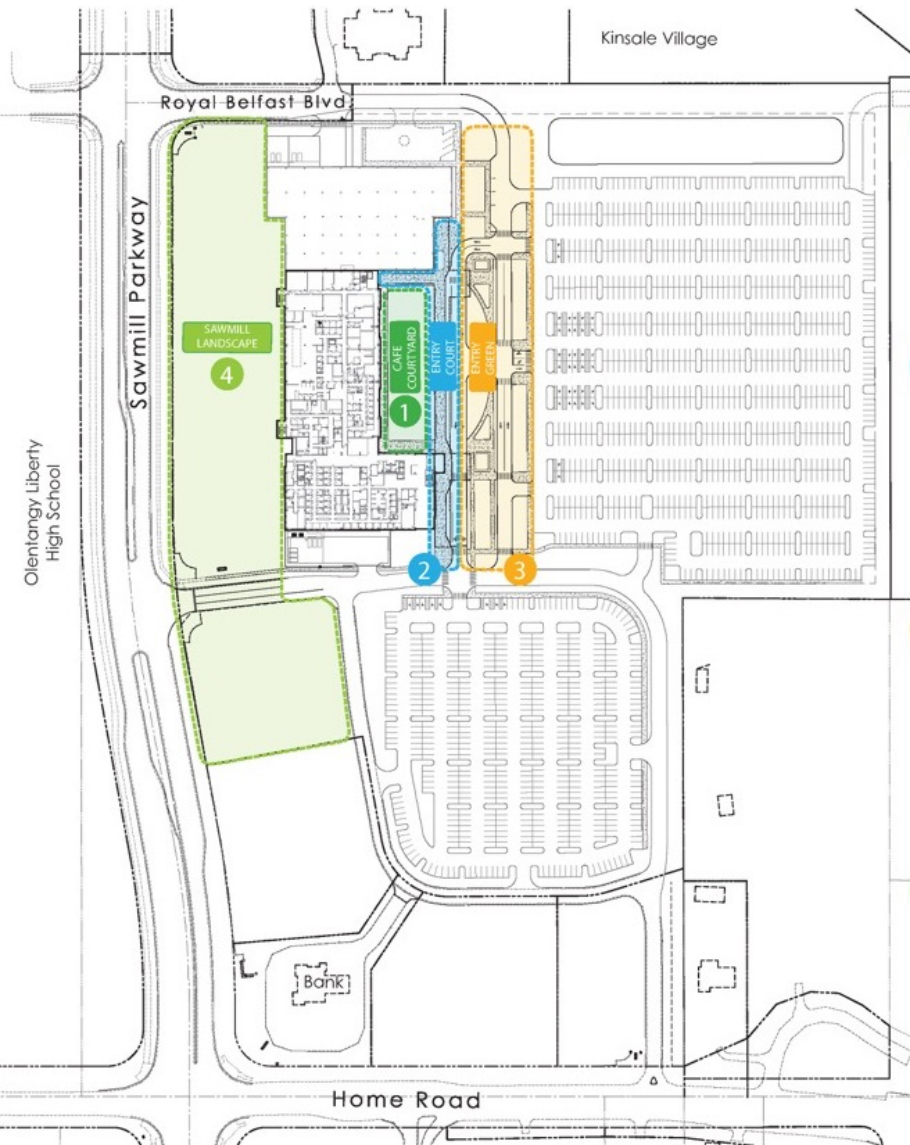 Kinsale Village
Royal Belfast Blvd
Sawmill Parkway
SAWMILL
LANDSCAPE
4
CAFE
COURTYARD
1
ENTRY
COURT
ENTRY
GREEN
Olentangy Liberty
High School
2
3
Bank
Home Road